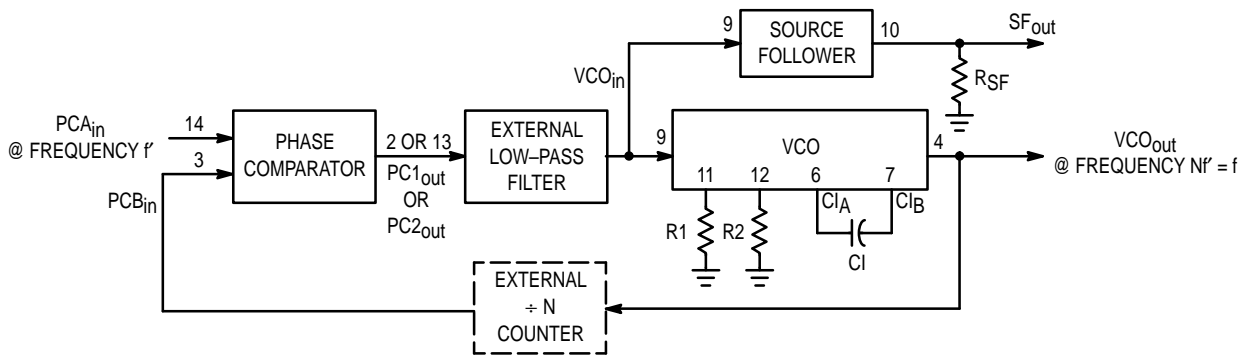 9
SOURCE
FOLLOWER
10
SFout
RSF
VCOin
PCAin
@ FREQUENCY f′
14
3
PCBin
PHASE
COMPARATOR
2 OR 13
PC1out
OR
PC2out
EXTERNAL
LOW–PASS
FILTER
9
VCO
4
11
12
6
7
CIA
CIB
R1
R2
CI
VCOout
@ FREQUENCY Nf′ = f
EXTERNAL
÷ N
COUNTER